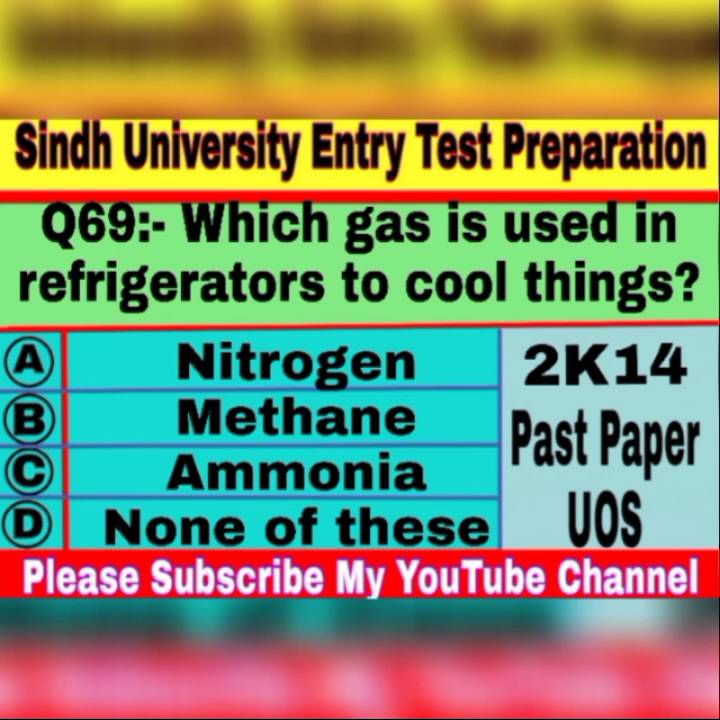 Sindh University Entry Test Preparation
Q69:- Which gas is used in
refrigerators to cool things?
A Nitrogen
B Methane
C Ammonia
D None of these
2K14
Past Paper
UOS
Please Subscribe My YouTube Channel